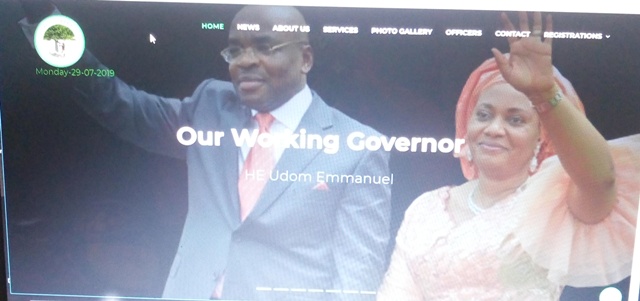 HOME NEWS ABOUT US SERVICES PHOTO GALLERY OFFICERS CONTACT REGISTRATIONS
Monday-29-07-2019
Our Working Governor
HE Udom Emmanuel